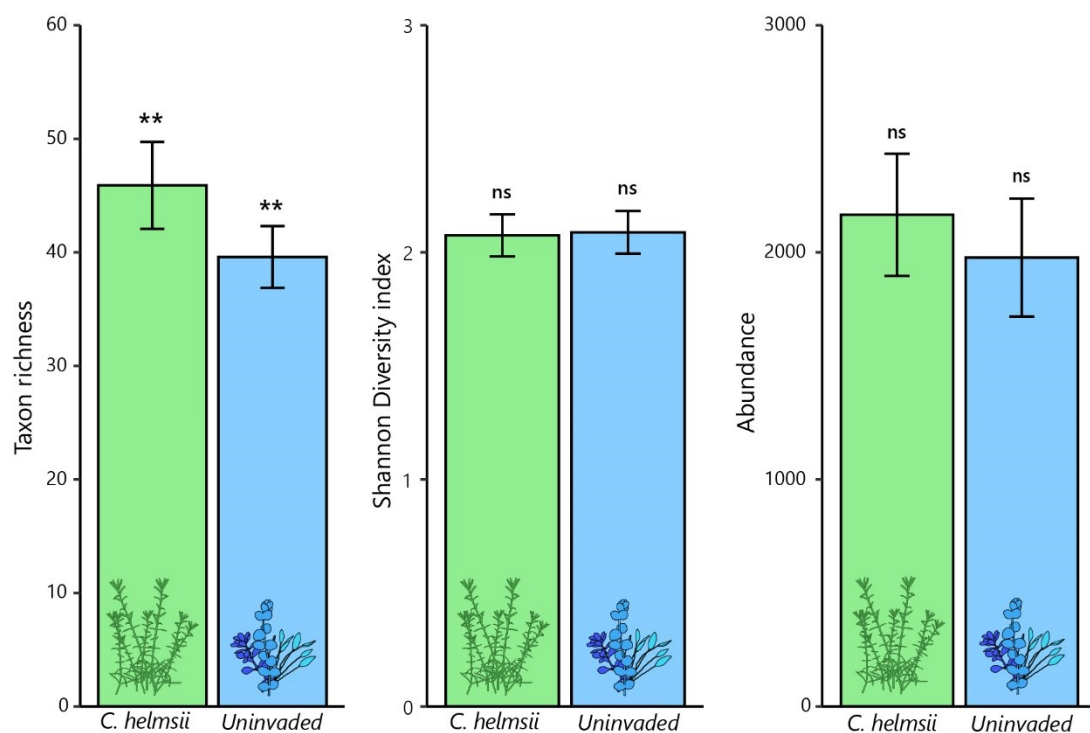 Taxon richness
60
50
40
30
20
10
0
**
**
C. helmsii
Uninvaded
Shannon Diversity index
3
2
1
0
ns
ns
C. helmsii
Uninvaded
Abundance
3000
2000
1000
0
ns
ns
C. helmsii
Uninvaded